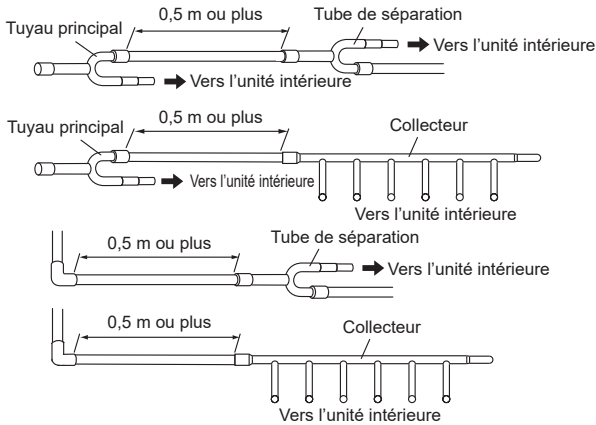 0,5 m ou plus
Tube de séparation
Tuyau principal
Vers l'unité intérieure
Vers l'unité intérieure
0,5 m ou plus
Tuyau principal
Collecteur
Vers l'unité intérieure
Vers l'unité intérieure
Tube de séparation
0,5 m ou plus
Vers l'unité intérieure
0,5 m ou plus
Collecteur
Vers l'unité intérieure